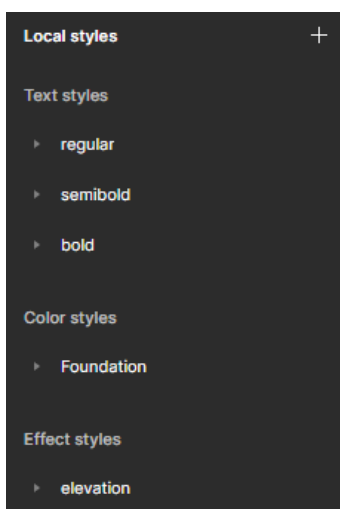 Local styles
Text styles
regular
semibold
bold
Color styles
Foundation
Effect styles
elevation